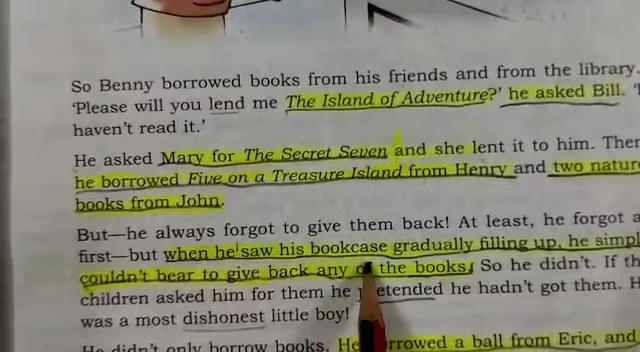 So Benny borrowed books from his friends and from the library.
‘Please will you lend me The Island of Adventure?’ he asked Bill. ‘I
haven’t read it.’
He asked Mary for The Secret Seven and she lent it to him. Then
he borrowed Five on a Treasure Island from Henry and two nature
books from John.
But—he always forgot to give them back! At least, he forgot a
first—but when he saw his bookcase gradually filling up, he simpl
couldn’t bear to give back any of the books. So he didn’t. If th
children asked him for them he pretended he hadn’t got them. H
was a most dishonest little boy!
He didn’t only borrow books. He borrowed a ball from Eric, and